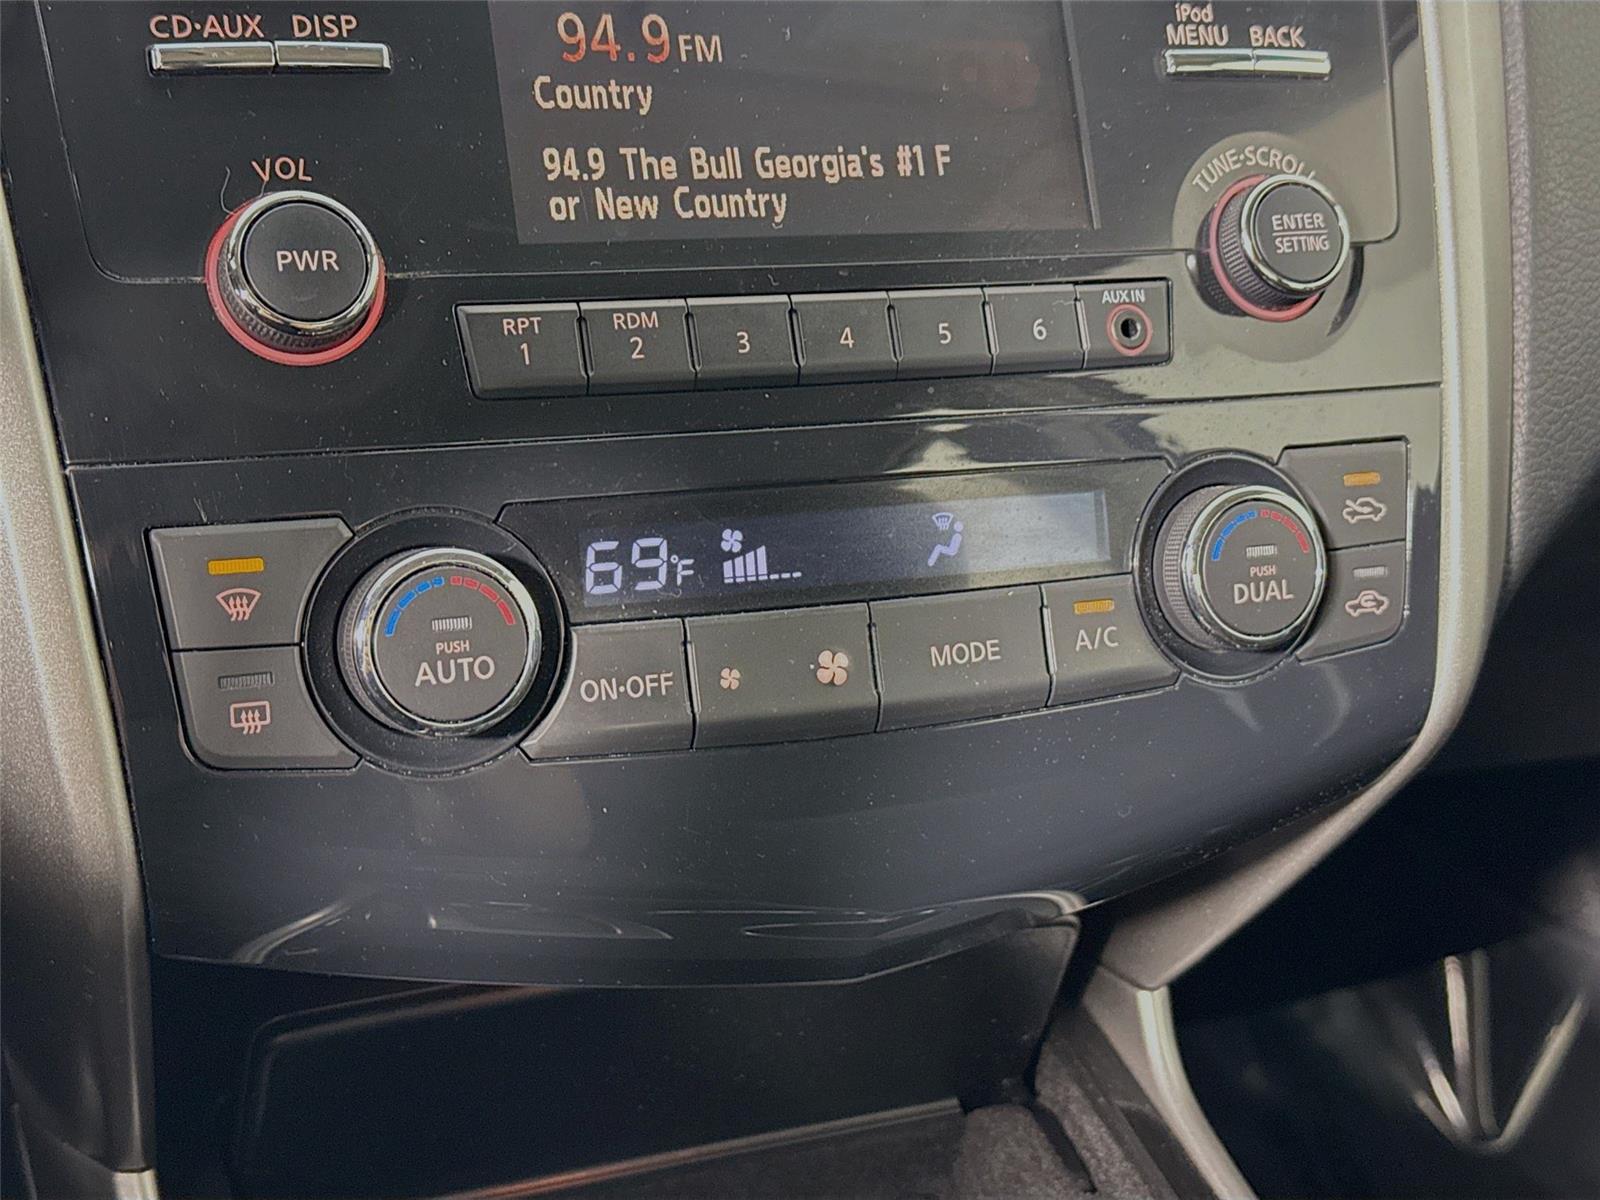 CD·AUX DISP
94.9 FM
Country
94.9 The Bull Georgia's #1 F
or New Country
iPod
MENU BACK
VOL
PWR
TUNE·SCROLL
ENTER
SETTING
RPT
1
RDM
2
3
4
5
6
AUX IN
69°F
PUSH
AUTO
ON·OFF
MODE
A/C
PUSH
DUAL